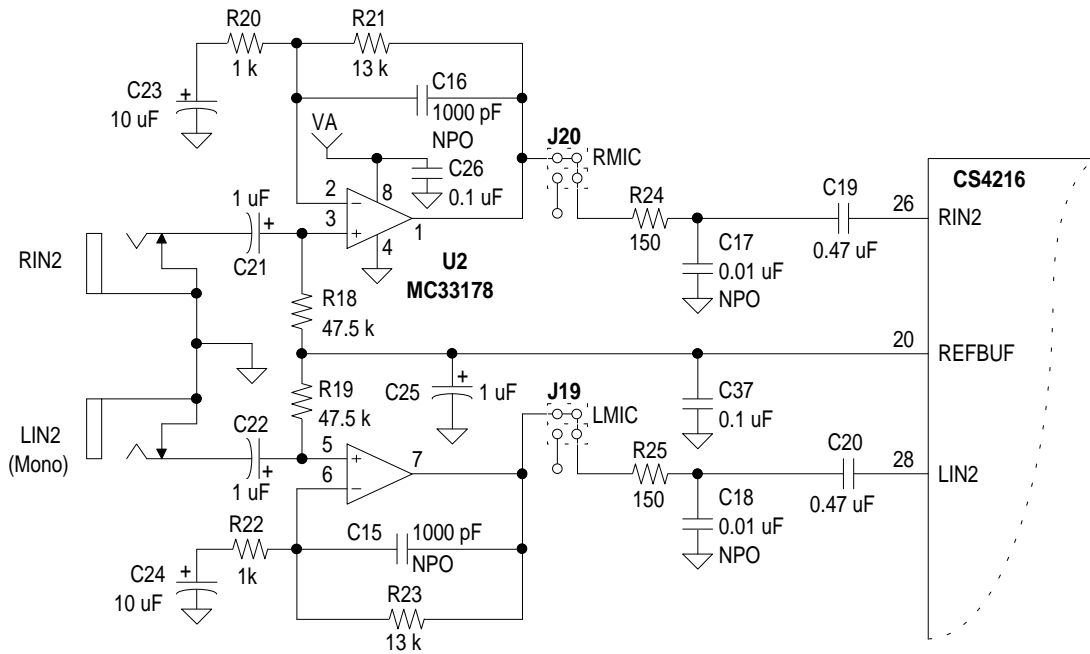 R20
1 k
R21
13 k
C23
+
10 uF
C16
1000 pF
NPO
VA
C26
0.1 uF
J20
RMIC
2
−
8
3
+
1
4
U2
MC33178
1 uF
+
C21
RIN2
R24
150
C17
0.01 uF
NPO
C19
0.47 uF
26
RIN2
CS4216
R18
47.5 k
20
REFBUF
R19
47.5 k
C25
+
1 uF
C37
0.1 uF
J19
LMIC
LIN2
(Mono)
C22
+
1 uF
5
+
6
−
7
R25
150
C18
0.01 uF
NPO
C20
0.47 uF
28
LIN2
R22
1k
C24
+
10 uF
C15
1000 pF
NPO
R23
13 k